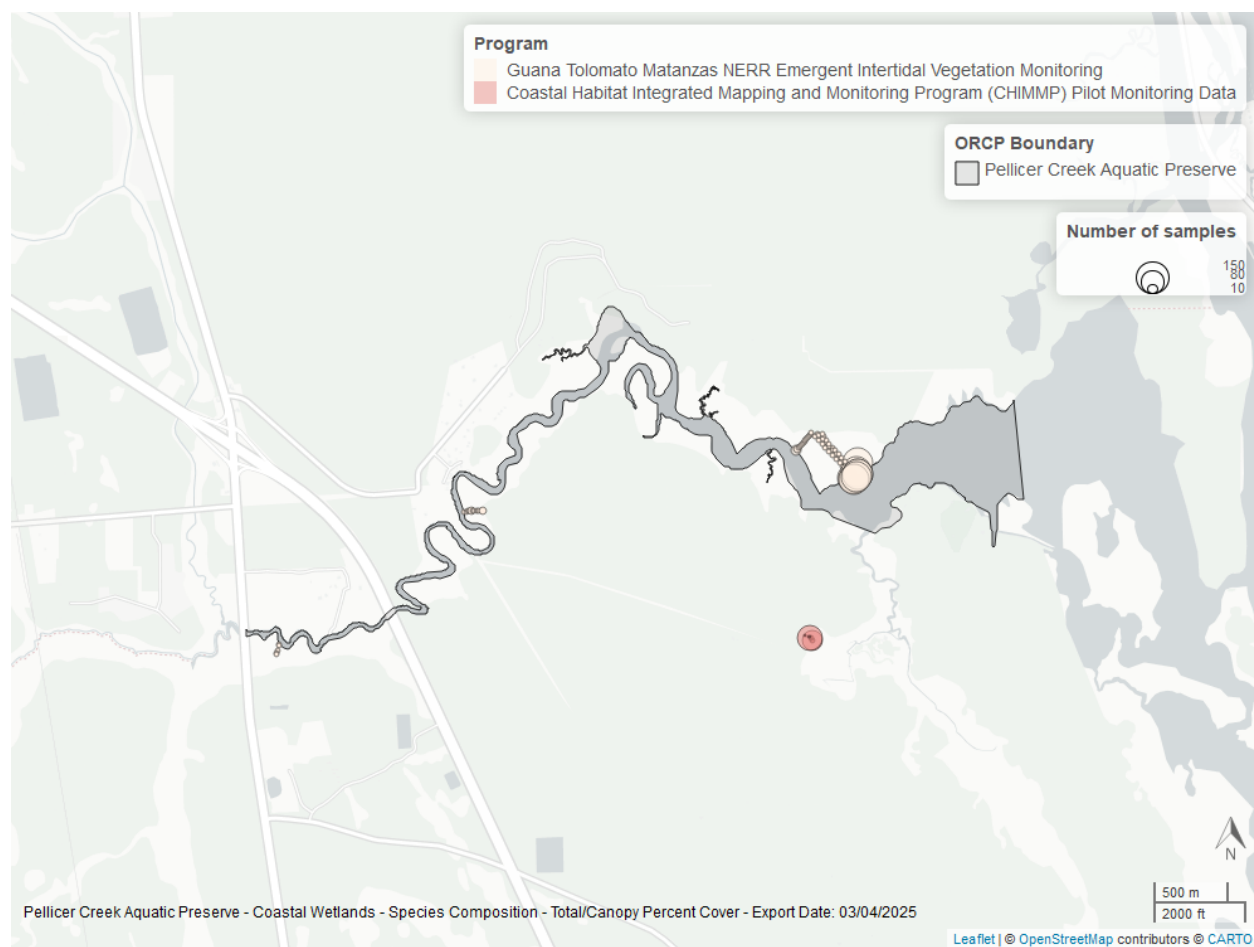 Program
Guana Tolomato Matanzas NERR Emergent Intertidal Vegetation Monitoring
Coastal Habitat Integrated Mapping and Monitoring Program (CHIMMP) Pilot Monitoring Data
ORCP Boundary
Pellicer Creek Aquatic Preserve
Number of samples
150
80
10
N
500 m
2000 ft
Pellicer Creek Aquatic Preserve - Coastal Wetlands - Species Composition - Total/Canopy Percent Cover - Export Date: 03/04/2025
Leaflet | © OpenStreetMap contributors © CARTO